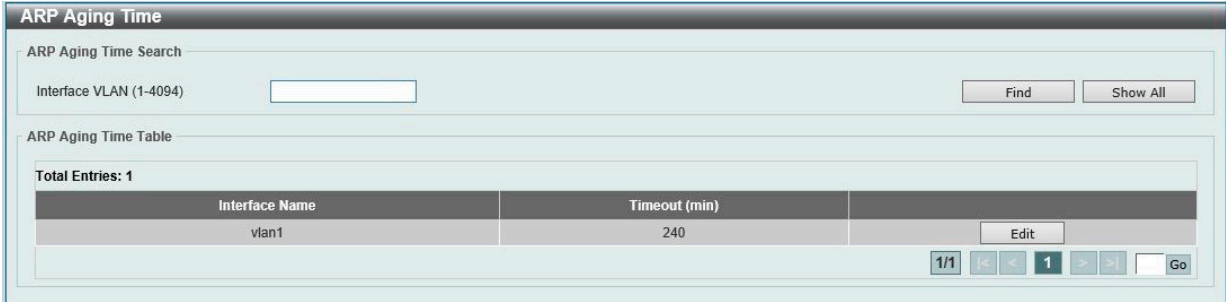 ARP Aging Time
ARP Aging Time Search
Interface VLAN (1-4094) Find Show All
ARP Aging Time Table
Total Entries: 1
Interface Name Timeout (min)
vlan1 240 Edit
1/1 |< < 1 > >| Go